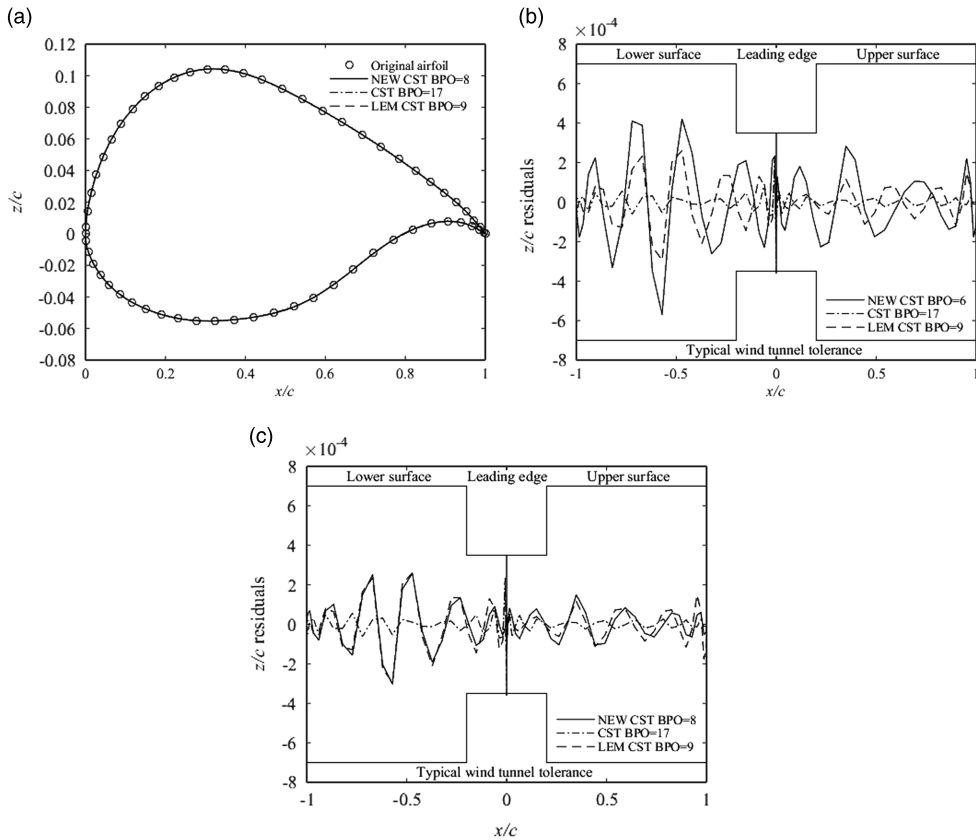 (a)
0.12
0.1
0.08
0.06
0.04
0.02
0
-0.02
-0.04
-0.06
-0.08
z/c
0
0.2
0.4
0.6
0.8
1
x/c
Original airfoil
NEW CST BPO=8
CST BPO=17
LEM CST BPO=9
(b)
×10⁻⁴
8
6
4
2
0
-2
-4
-6
-8
z/c residuals
Lower surface
Leading edge
Upper surface
NEW CST BPO=6
CST BPO=17
LEM CST BPO=9
Typical wind tunnel tolerance
-1
-0.5
0
0.5
1
x/c
(c)
×10⁻⁴
8
6
4
2
0
-2
-4
-6
-8
z/c residuals
Lower surface
Leading edge
Upper surface
NEW CST BPO=8
CST BPO=17
LEM CST BPO=9
Typical wind tunnel tolerance
-1
-0.5
0
0.5
1
x/c